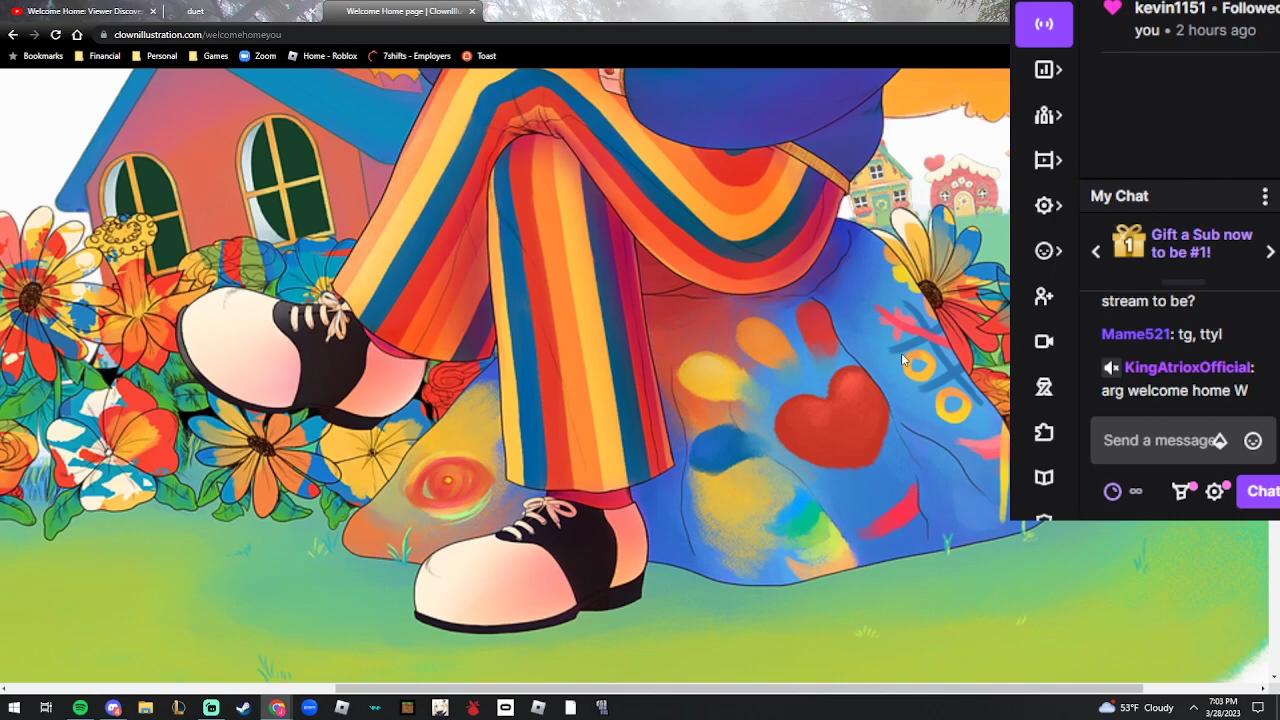 Welcome Home: Viewer Discov
duet
Welcome Home page | Clownillu
clownillustration.com/welcomehomeyou
Bookmarks
Financial
Personal
Games
Zoom
Home - Roblox
7shifts - Employers
Toast
kevin1151 • Followed
you • 2 hours ago
My Chat
1
Gift a Sub now
to be #1!
stream to be?
Mame521: tg, ttyl
KingAtrioxOfficial:
arg welcome home W
Send a message
Chat
53°F Cloudy
7:03 PM
3/28/2023